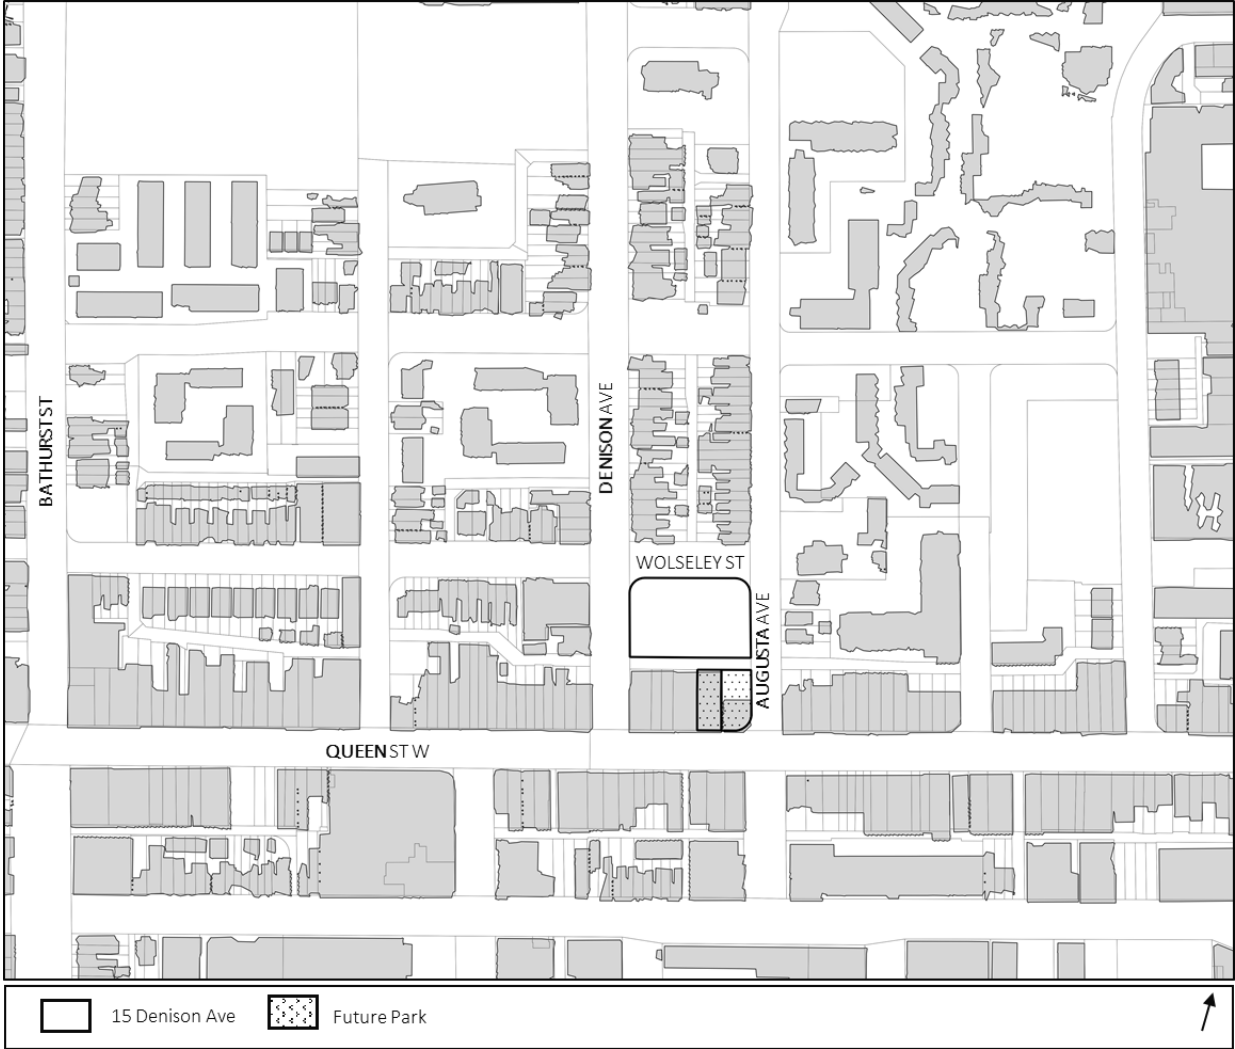 BATHURST ST
DENISON AVE
WOLSELEY ST
AUGUSTA AVE
QUEEN ST W
15 Denison Ave
Future Park